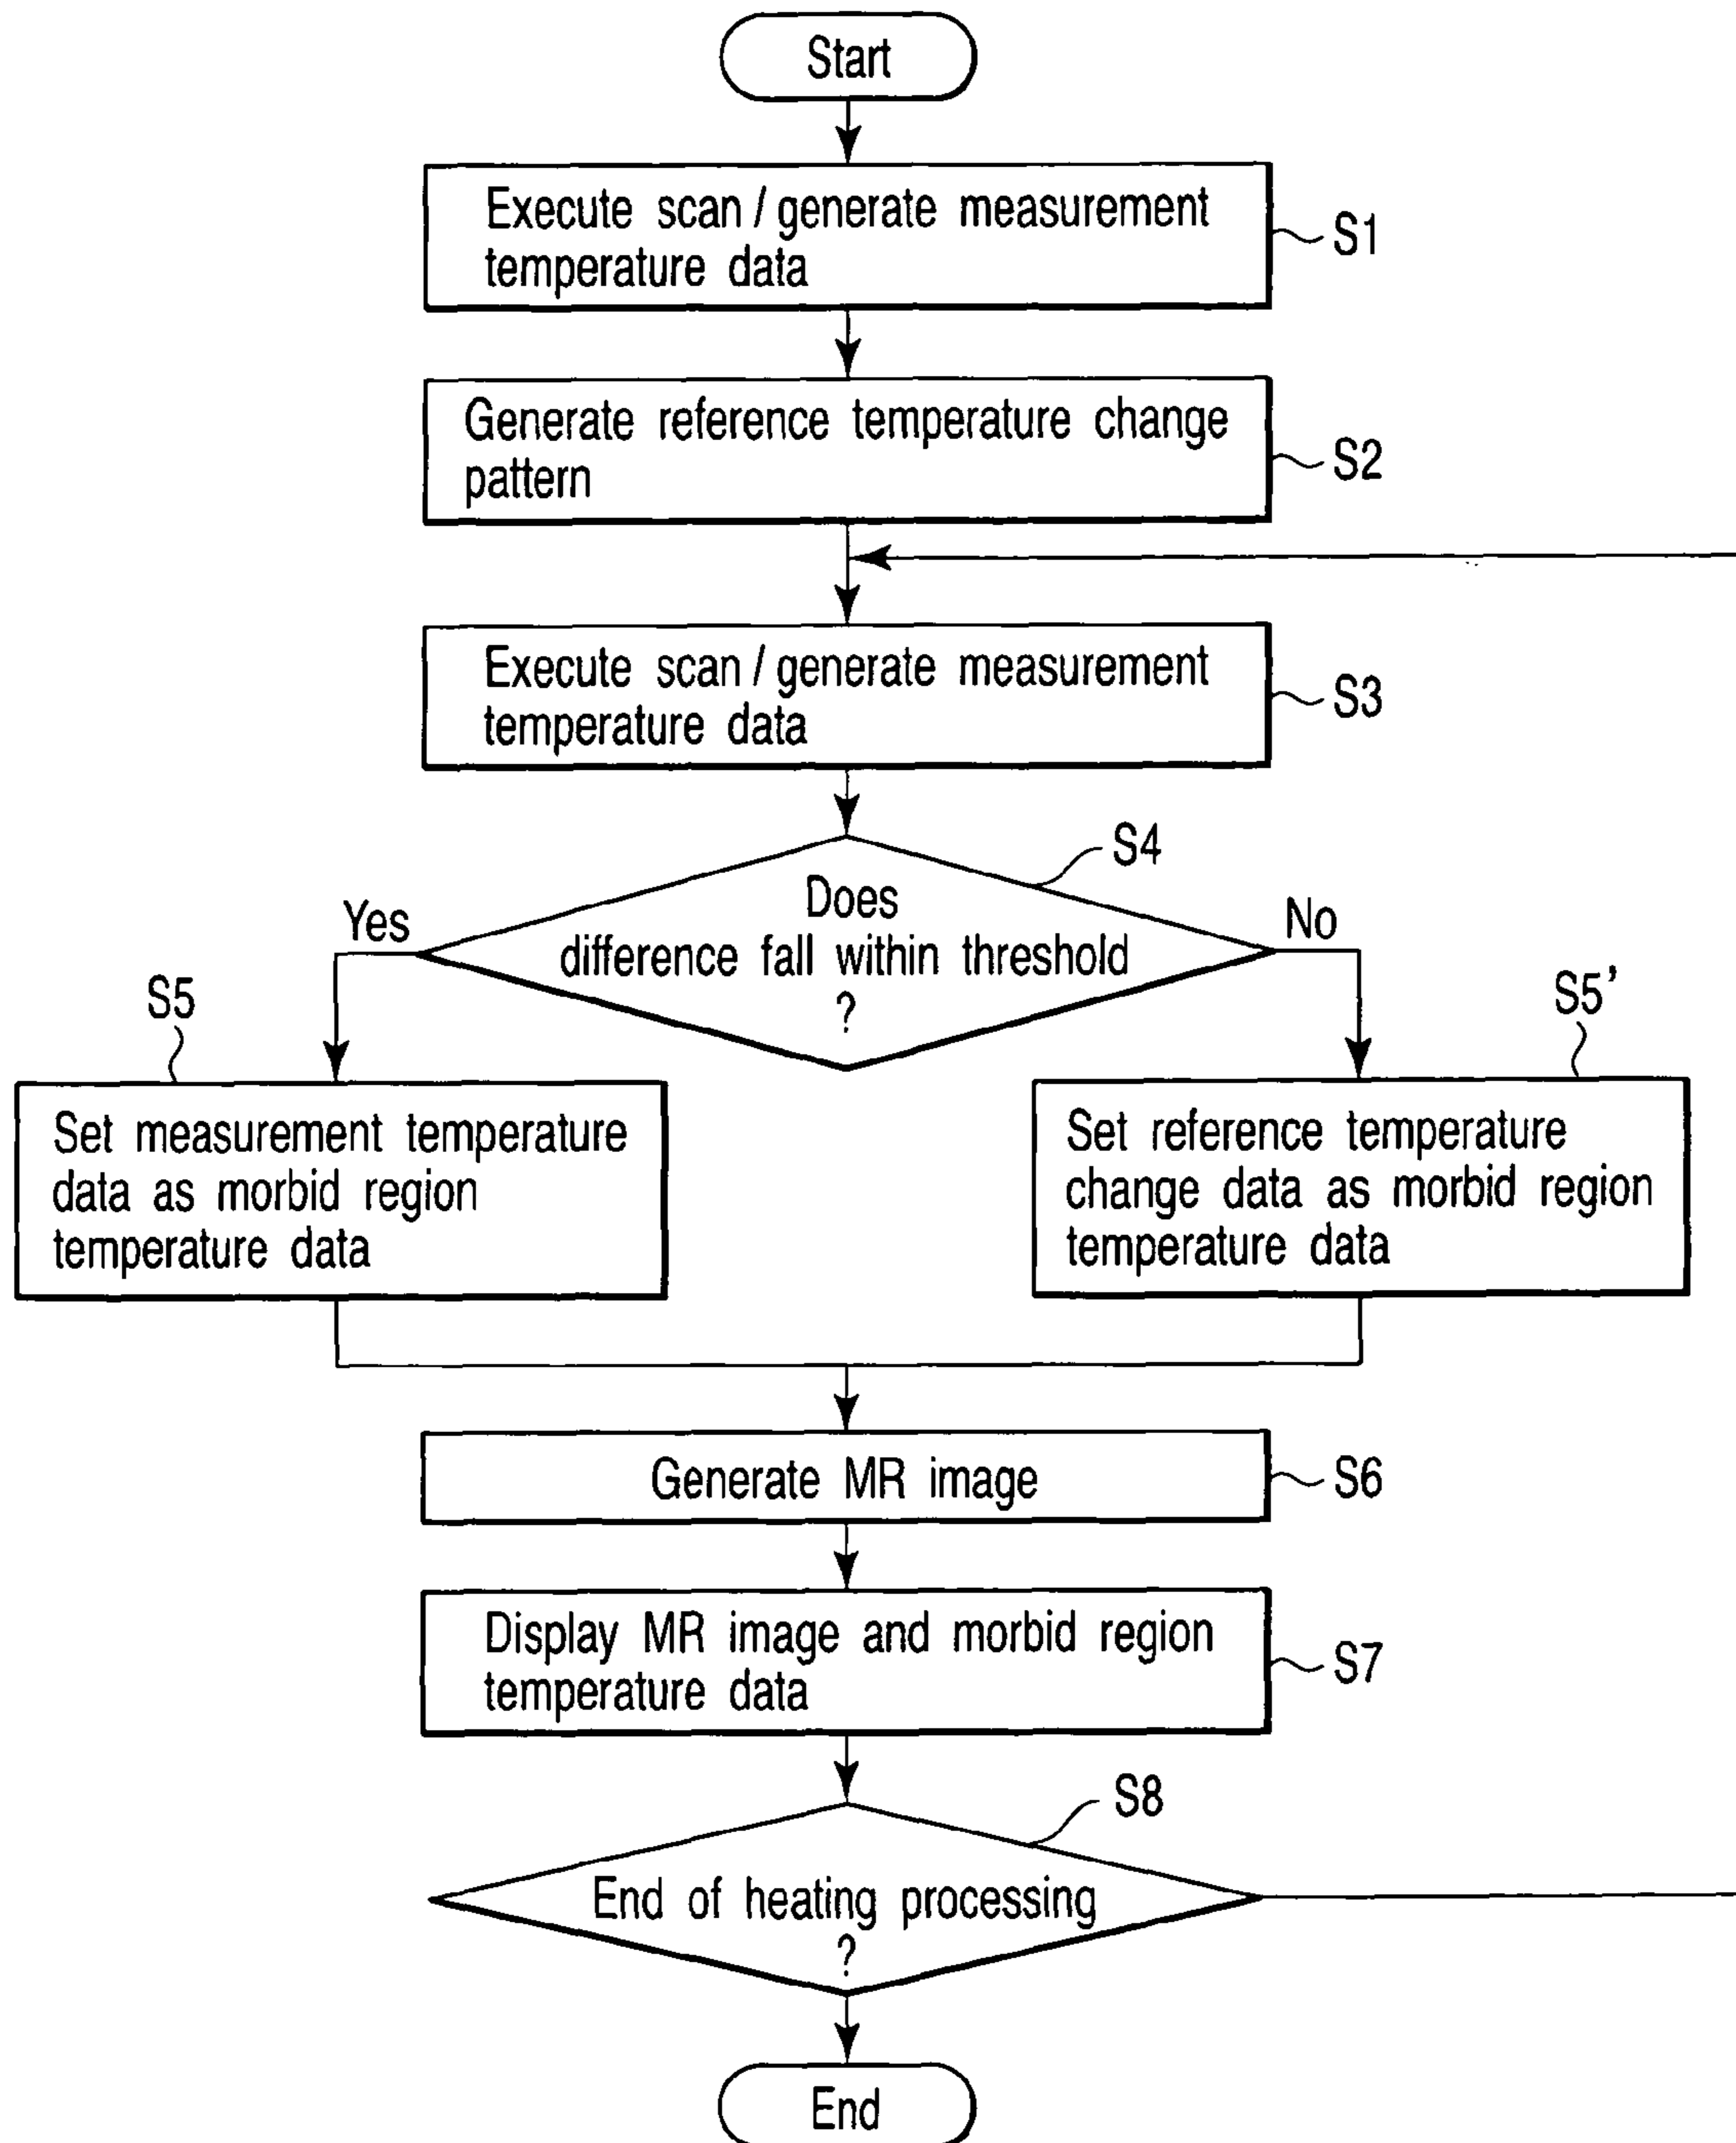 Start
Execute scan / generate measurement
temperature data
S1
Generate reference temperature change
pattern
S2
Execute scan / generate measurement
temperature data
S3
S4
Does
difference fall within threshold
?
Yes
No
S5
S5'
Set measurement temperature
data as morbid region
temperature data
Set reference temperature
change data as morbid region
temperature data
Generate MR image
S6
Display MR image and morbid region
temperature data
S7
S8
End of heating processing
?
End